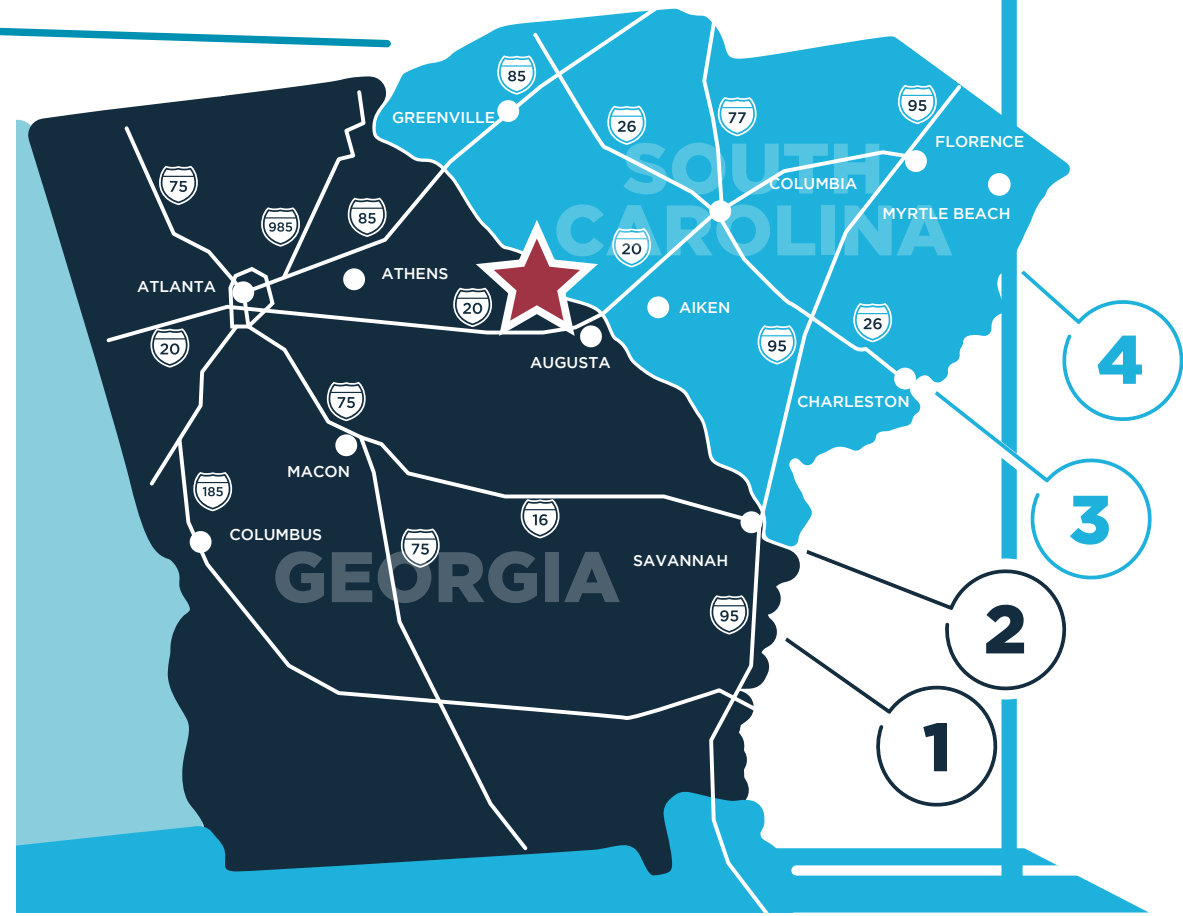 85
GREENVILLE
26
77
95
FLORENCE
SOUTH
CAROLINA
COLUMBIA
MYRTLE BEACH
75
985
85
20
ATHENS
ATLANTA
20
AIKEN
20
26
95
AUGUSTA
4
CHARLESTON
75
MACON
185
16
3
COLUMBUS
75
SAVANNAH
GEORGIA
95
2
1